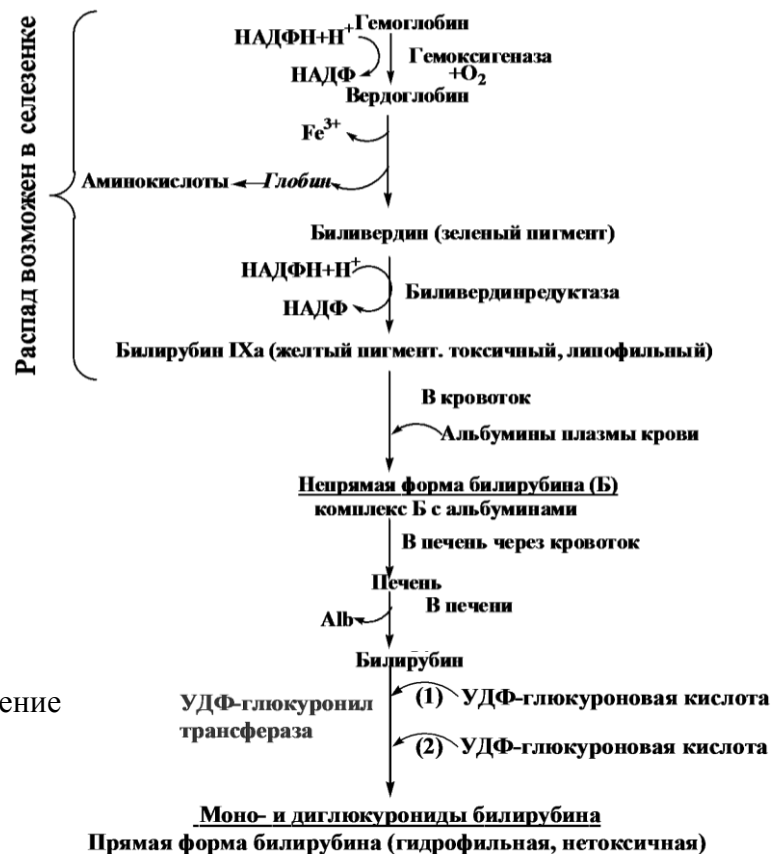 Распад возможен в селезенке
Гемоглобин
НАДФН+Н+
Гемоксигеназа
+O2
НАДФ
Вердоглобин
Fe3+
Аминокислоты
Глобин
Биливердин (зеленый пигмент)
НАДФН+Н+
Биливердинредуктаза
НАДФ
Билирубин IXa (желтый пигмент. токсичный, липофильный)
В кровоток
Альбумины плазмы крови
Непрямая форма билирубина (Б)
комплекс Б с альбуминами
В печень через кровоток
Печень
В печени
Alb
Билирубин
ение
УДФ-глюкуронил
трансфераза
(1) УДФ-глюкуроновая кислота
(2) УДФ-глюкуроновая кислота
Моно- и диглюкурониды билирубина
Прямая форма билирубина (гидрофильная, нетоксичная)